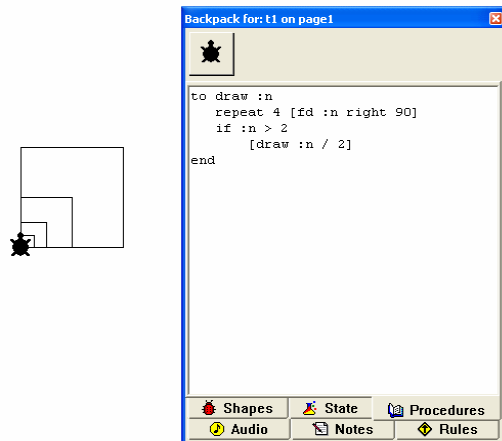 Backpack for: t1 on page1
to draw :n
repeat 4 [fd :n right 90]
if :n > 2
[draw :n / 2]
end
Shapes State Procedures
Audio Notes Rules